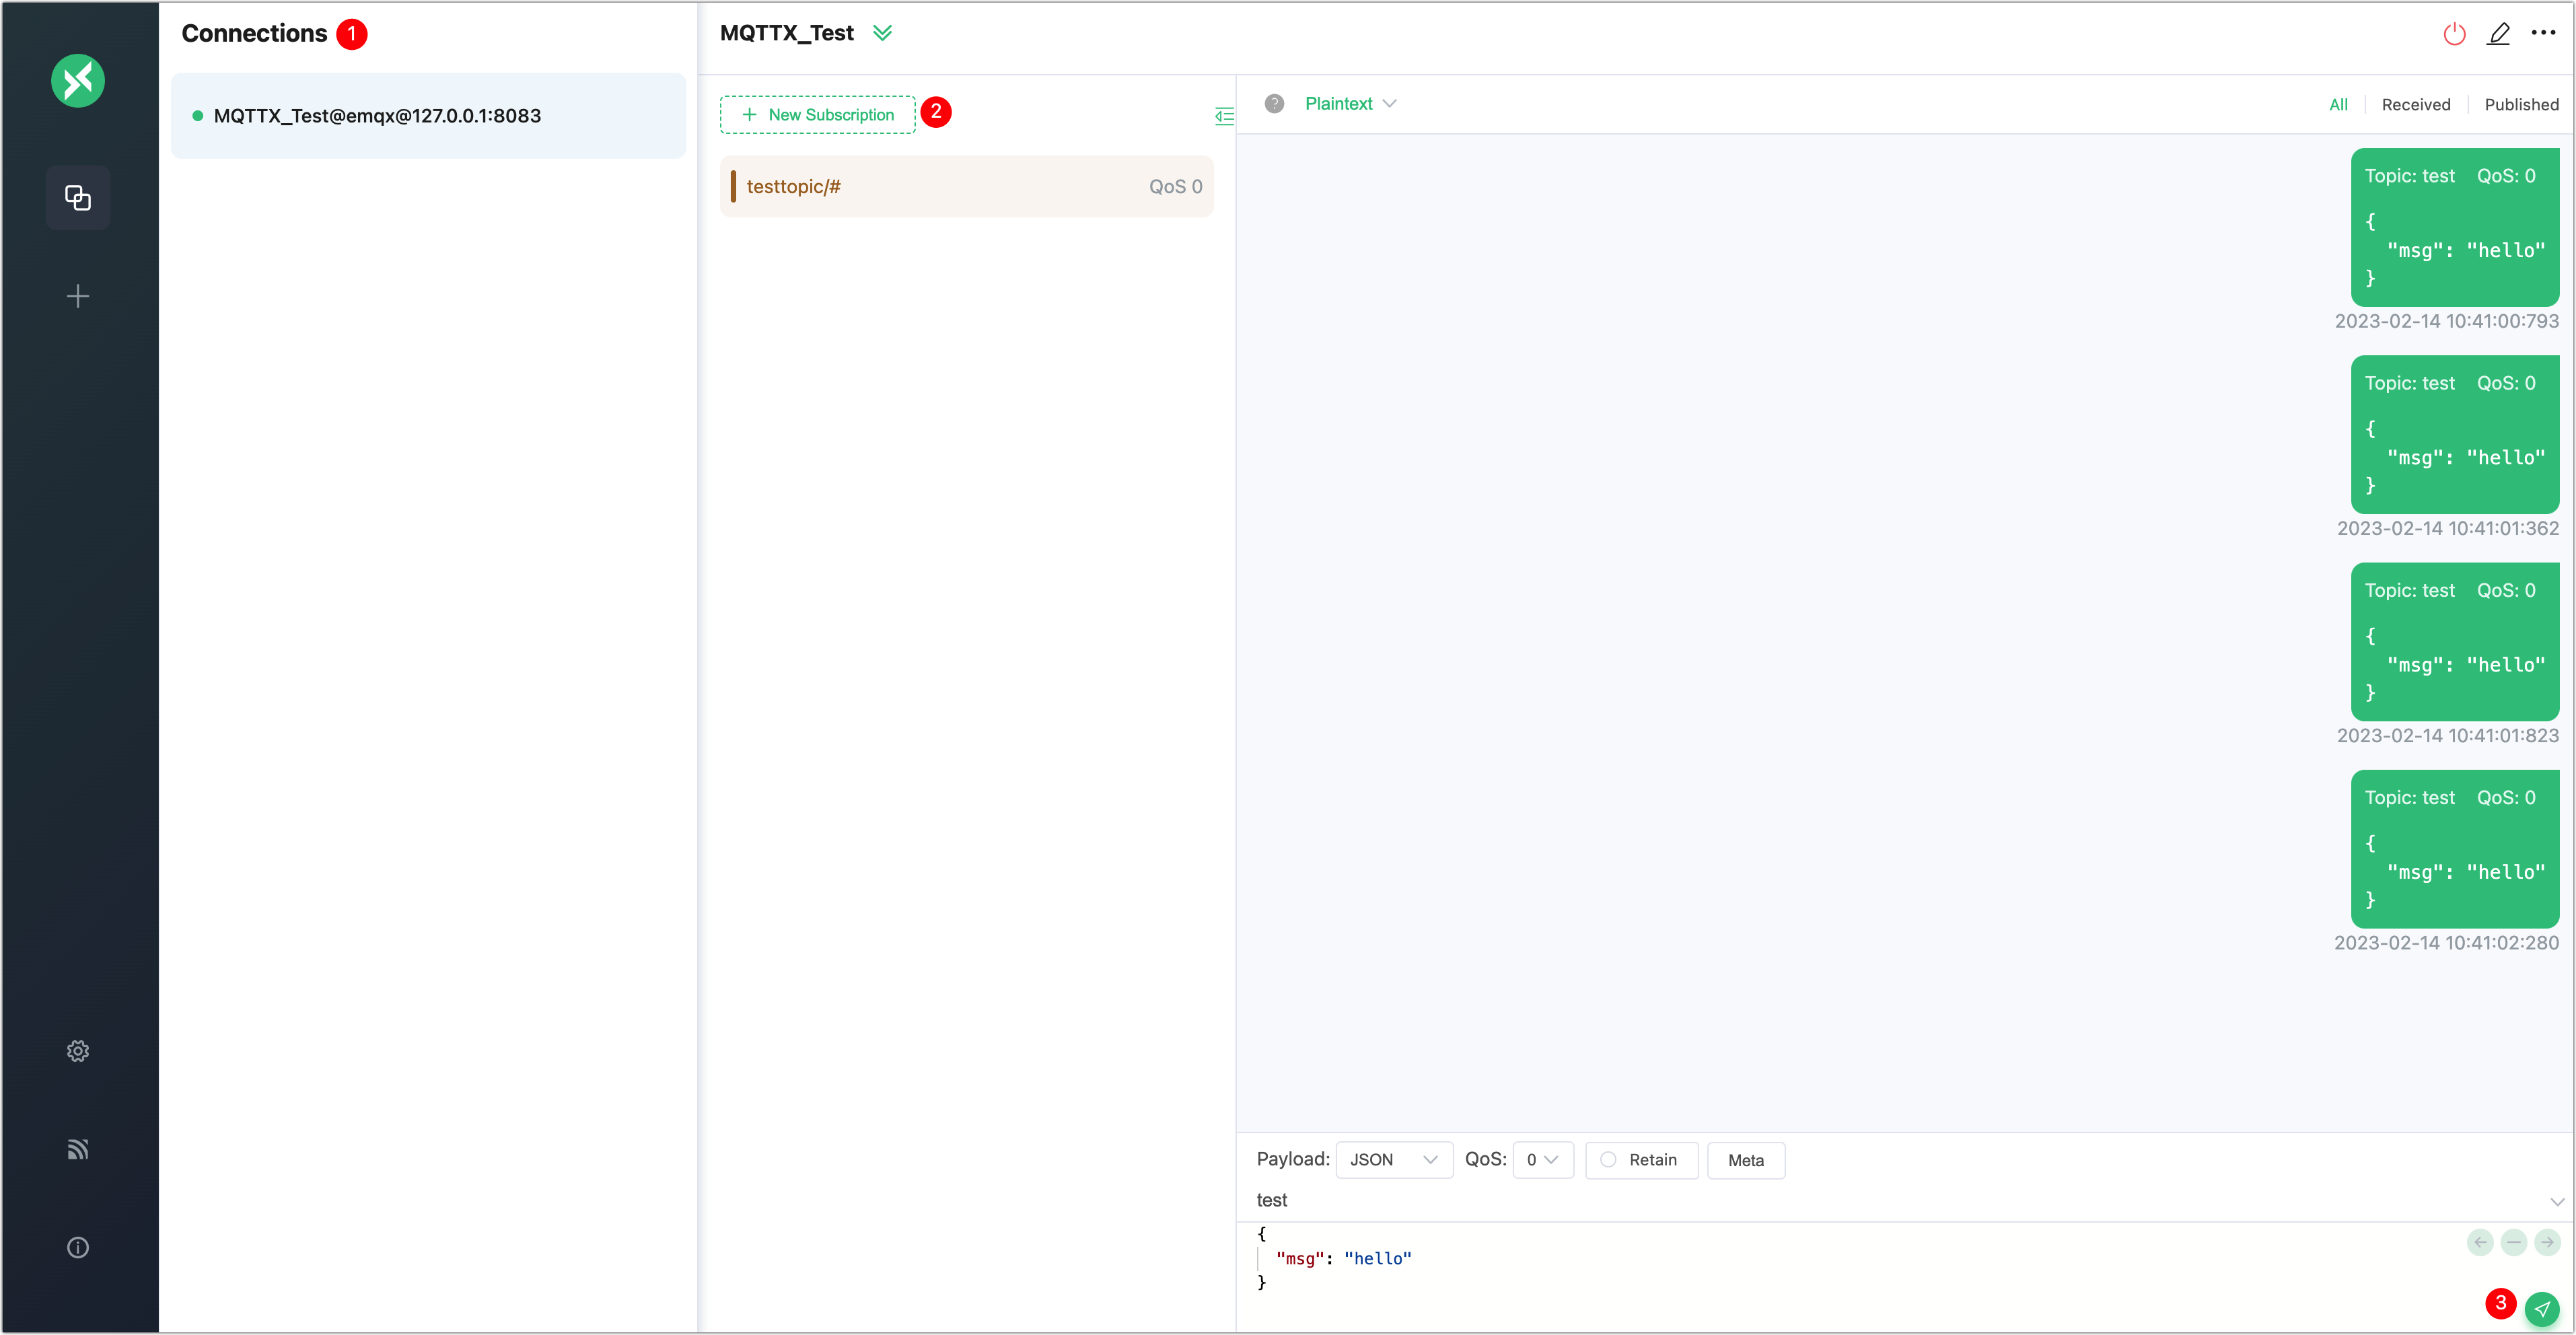 Connections 1
MQTTX_Test@emqx@127.0.0.1:8083
MQTTX_Test
+ New Subscription 2
testtopic/# QoS 0
? Plaintext
All Received Published
Topic: test QoS: 0
{
"msg": "hello"
}
2023-02-14 10:41:00:793
Topic: test QoS: 0
{
"msg": "hello"
}
2023-02-14 10:41:01:362
Topic: test QoS: 0
{
"msg": "hello"
}
2023-02-14 10:41:01:823
Topic: test QoS: 0
{
"msg": "hello"
}
2023-02-14 10:41:02:280
Payload: JSON QoS: 0 Retain Meta
test
{
"msg": "hello"
}
3